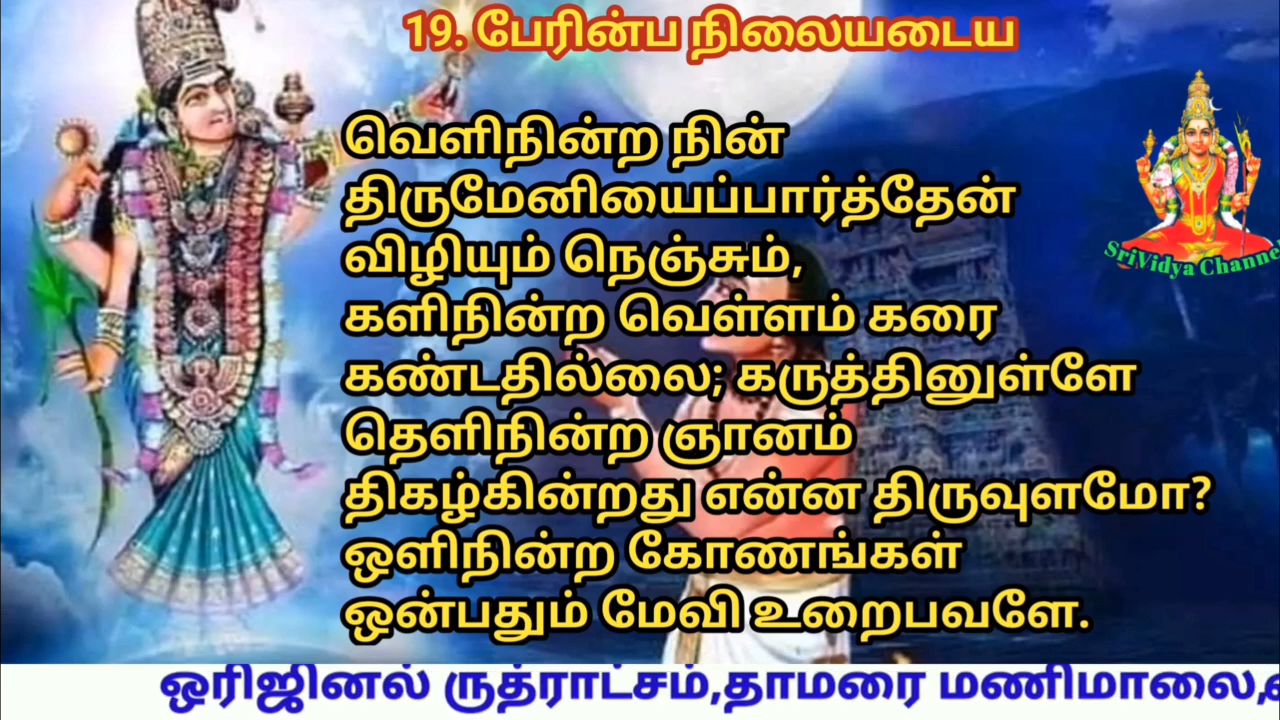 19. பேரின்ப நிலையடைய
வெளிநின்ற நின்
திருமேனியைப்பார்த்தேன்
விழியும் நெஞ்சும்,
களிநின்ற வெள்ளம் கரை
கண்டதில்லை; கருத்தினுள்ளே
தெளிநின்ற ஞானம்
திகழ்கின்றது என்ன திருவுளமோ?
ஒளிநின்ற கோணங்கள்
ஒன்பதும் மேவி உறைபவளே.
SriVidya Channe
ஒரிஜினல் ருத்ராட்சம்,தாமரை மணிமாலை,